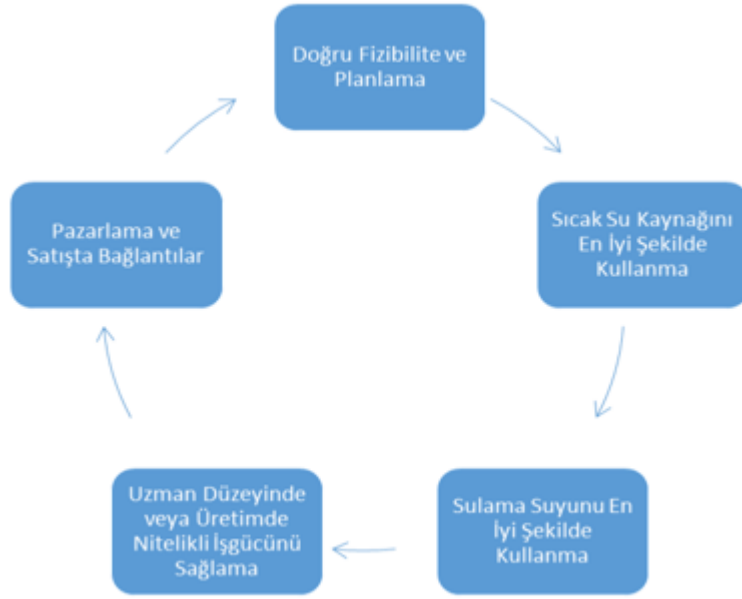 Doğru Fizibilite ve
Planlama
Sıcak Su Kaynağını
En İyi Şekilde
Kullanma
Sulama Suyunu En
İyi Şekilde
Kullanma
Uzman Düzeyinde
veya Üretimde
Nitelikli İşgücünü
Sağlama
Pazarlama ve
Satışta Bağlantılar